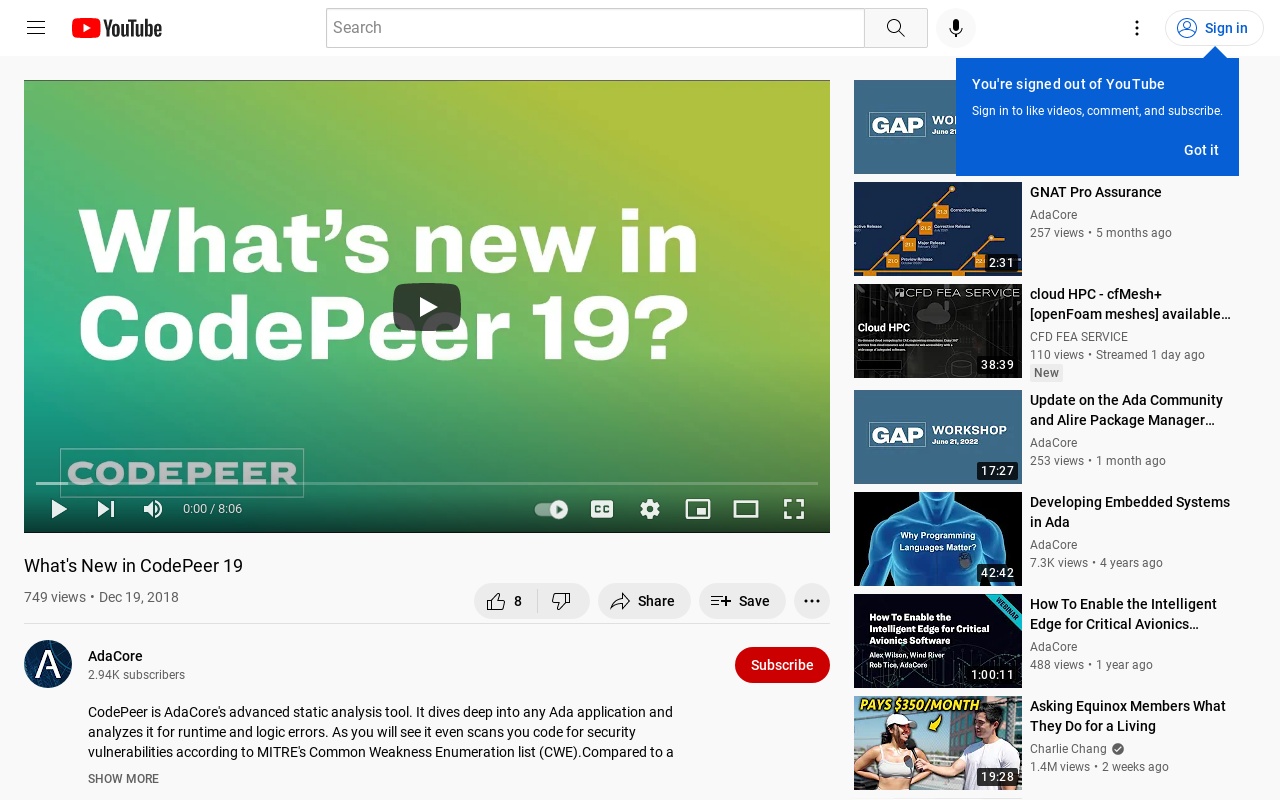 YouTube
Search
Sign in
You're signed out of YouTube
Sign in to like videos, comment, and subscribe.
Got it
What's new in
CodePeer 19?
CODEPEER
0:00 / 8:06
CC
What's New in CodePeer 19
749 views • Dec 19, 2018
8
Share
Save
AdaCore
2.94K subscribers
Subscribe
CodePeer is AdaCore's advanced static analysis tool. It dives deep into any Ada application and
analyzes it for runtime and logic errors. As you will see it even scans you code for security
vulnerabilities according to MITRE's Common Weakness Enumeration list (CWE).Compared to a
SHOW MORE
GAP
GNAT Pro Assurance
AdaCore
257 views • 5 months ago
2:31
CFD FEA SERVICE
Cloud HPC
38:39
cloud HPC - cfMesh+
[openFoam meshes] available...
CFD FEA SERVICE
110 views • Streamed 1 day ago
New
GAP WORKSHOP
June 21, 2022
17:27
Update on the Ada Community
and Alire Package Manager...
AdaCore
253 views • 1 month ago
Why Programming
Languages Matter?
42:42
Developing Embedded Systems
in Ada
AdaCore
7.3K views • 4 years ago
WEBINAR
How To Enable the
Intelligent Edge for Critical
Avionics Software
Alex Wilson, Wind River
Rob Tice, AdaCore
1:00:11
How To Enable the Intelligent
Edge for Critical Avionics...
AdaCore
488 views • 1 year ago
PAYS $350/MONTH
19:28
Asking Equinox Members What
They Do for a Living
Charlie Chang
1.4M views • 2 weeks ago